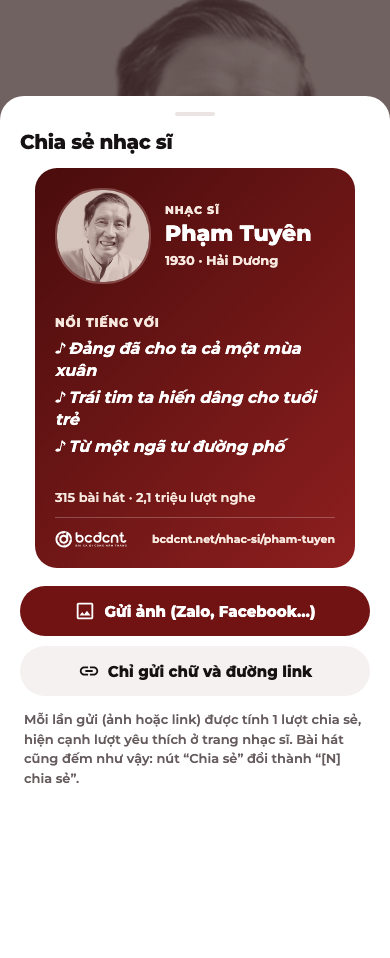 Chia sẻ nhạc sĩ
NHẠC SĨ
Phạm Tuyên
1930 · Hải Dương
NỔI TIẾNG VỚI
♪ Đảng đã cho ta cả một mùa
xuân
♪ Trái tim ta hiến dâng cho tuổi
trẻ
♪ Từ một ngã tư đường phố
315 bài hát · 2,1 triệu lượt nghe
bcdcnt
bcdcnt.net/nhac-si/pham-tuyen
Gửi ảnh (Zalo, Facebook...)
Chỉ gửi chữ và đường link
Mỗi lần gửi (ảnh hoặc link) được tính 1 lượt chia sẻ,
hiện cạnh lượt yêu thích ở trang nhạc sĩ. Bài hát
cũng đếm như vậy: nút “Chia sẻ” đổi thành “[N]
chia sẻ”.